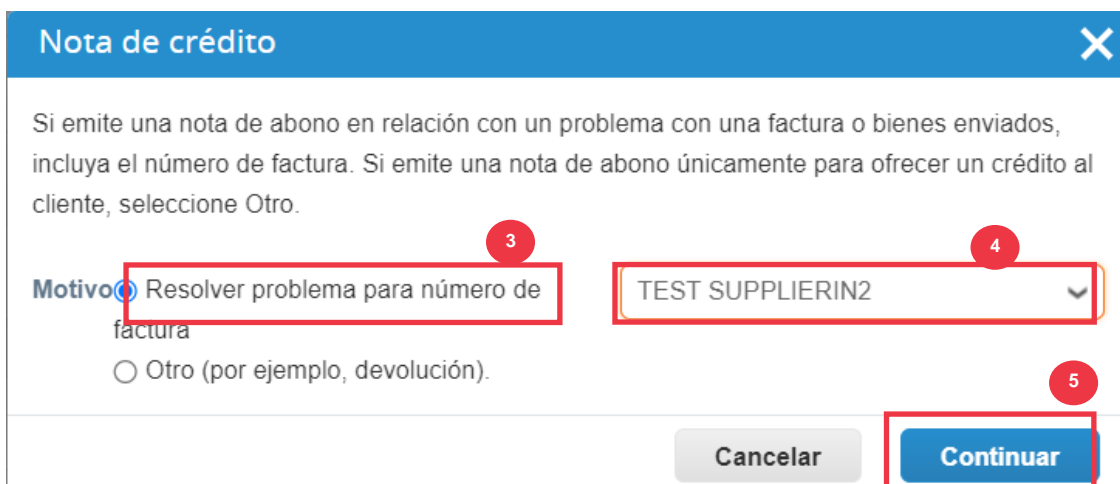 Nota de crédito
Si emite una nota de abono en relación con un problema con una factura o bienes enviados,
incluya el número de factura. Si emite una nota de abono únicamente para ofrecer un crédito al
cliente, seleccione Otro.
3
4
Motivo Resolver problema para número de
factura
TEST SUPPLIERIN2
Otro (por ejemplo, devolución).
5
Cancelar
Continuar